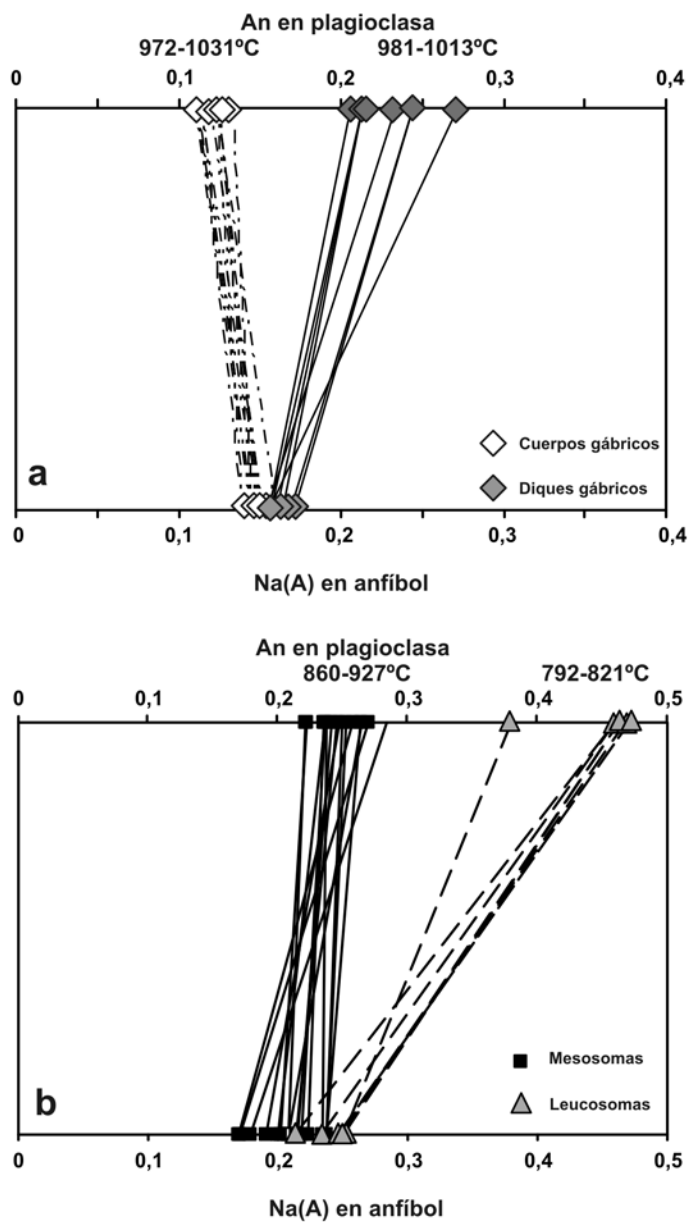 An en plagioclasa
972-1031ºC 981-1013ºC
0 0,1 0,2 0,3 0,4
Cuerpos gábricos
a
Diques gábricos
0 0,1 0,2 0,3 0,4
Na(A) en anfíbol
An en plagioclasa
860-927ºC 792-821ºC
0 0,1 0,2 0,3 0,4 0,5
Mesosomas
b
Leucosomas
0 0,1 0,2 0,3 0,4 0,5
Na(A) en anfíbol